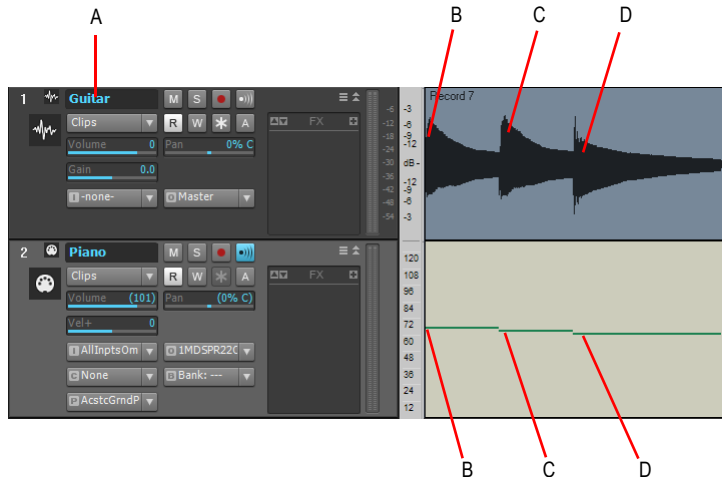 A
B
C
D
1
Guitar
M
S
-6
-12
-18
-24
-30
-36
-42
-48
-54
-3
-6
-9
-12
dB-
-12
-9
-6
-3
Record 7
Clips
R
W
A
FX
Volume 0
Pan 0% C
Gain 0.0
I -none-
O Master
2
Piano
M
S
Clips
R
W
A
FX
Volume (101)
Pan (0% C)
Vel+ 0
I AllInptsOm
O 1MDSPR22(
C None
B Bank: ---
P AcstcGrndP
120
108
96
84
72
60
48
36
24
12
B
C
D